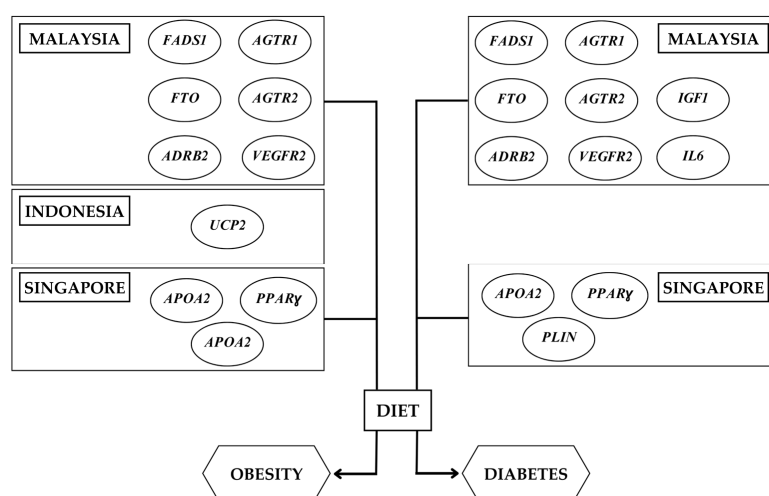 MALAYSIA
FADS1 AGTR1
FTO AGTR2
ADRB2 VEGFR2
INDONESIA
UCP2
SINGAPORE
APOA2 PPARɣ
APOA2
FADS1 AGTR1
MALAYSIA
FTO AGTR2 IGF1
ADRB2 VEGFR2 IL6
APOA2 PPARɣ
SINGAPORE
PLIN
DIET
OBESITY
DIABETES